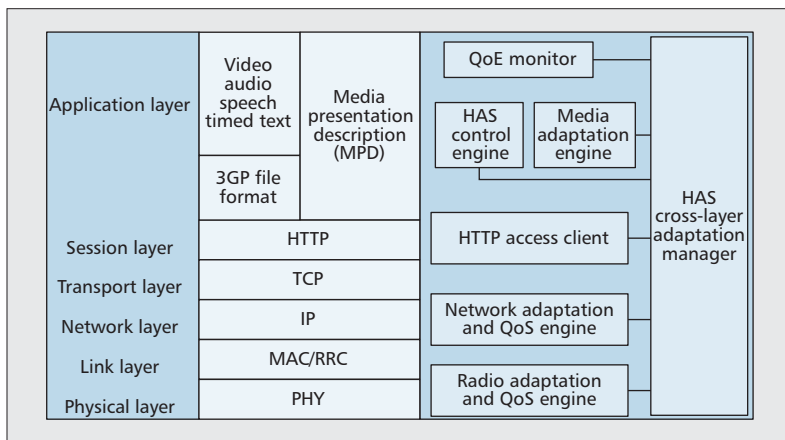 Application layer
Session layer
Transport layer
Network layer
Link layer
Physical layer
Video
audio
speech
timed text
3GP file
format
Media
presentation
description
(MPD)
HTTP
TCP
IP
MAC/RRC
PHY
QoE monitor
HAS
control
engine
Media
adaptation
engine
HTTP access client
Network adaptation
and QoS engine
Radio adaptation
and QoS engine
HAS
cross-layer
adaptation
manager